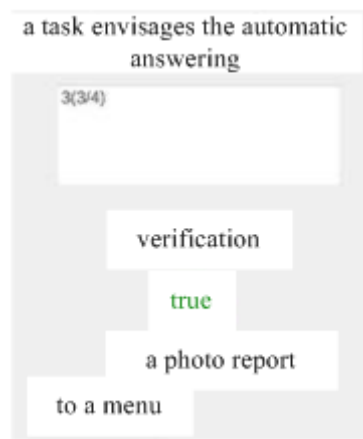 a task envisages the automatic
answering
3(3/4)
verification
true
a photo report
to a menu